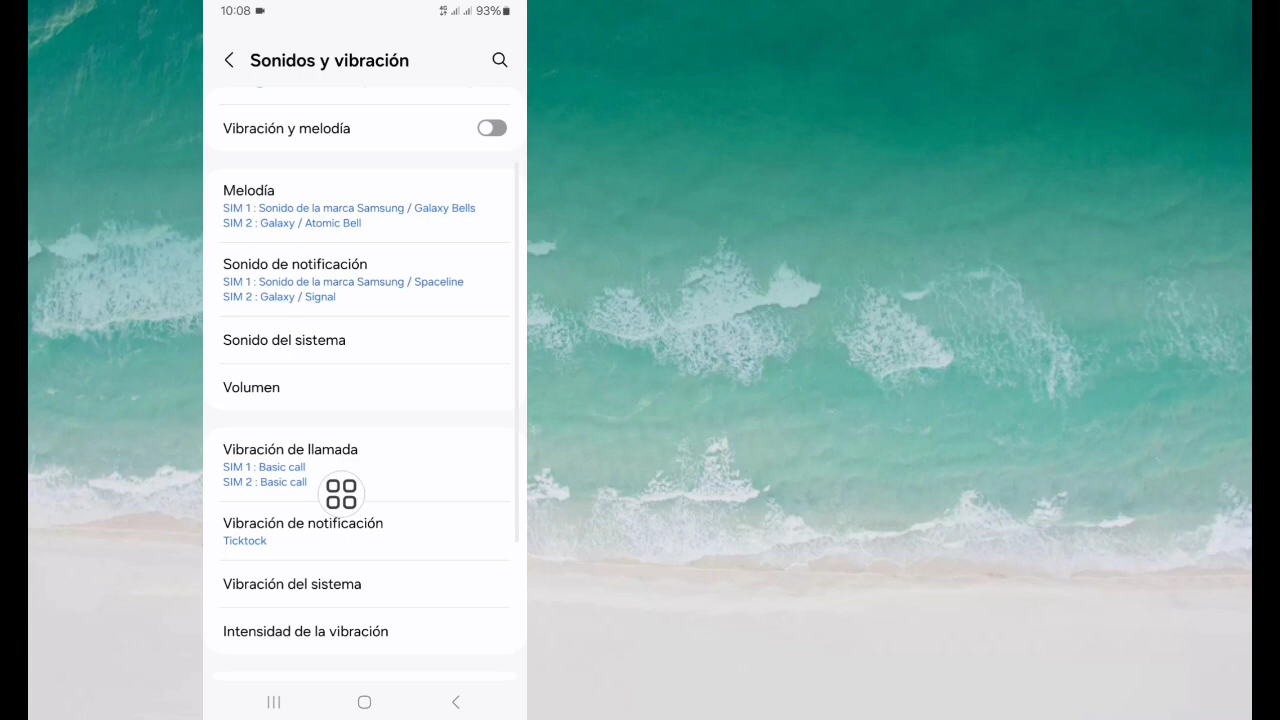 10:08 4G 93%
Sonidos y vibración
Vibración y melodía
Melodía
SIM 1 : Sonido de la marca Samsung / Galaxy Bells
SIM 2 : Galaxy / Atomic Bell
Sonido de notificación
SIM 1 : Sonido de la marca Samsung / Spaceline
SIM 2 : Galaxy / Signal
Sonido del sistema
Volumen
Vibración de llamada
SIM 1 : Basic call
SIM 2 : Basic call
Vibración de notificación
Ticktock
Vibración del sistema
Intensidad de la vibración